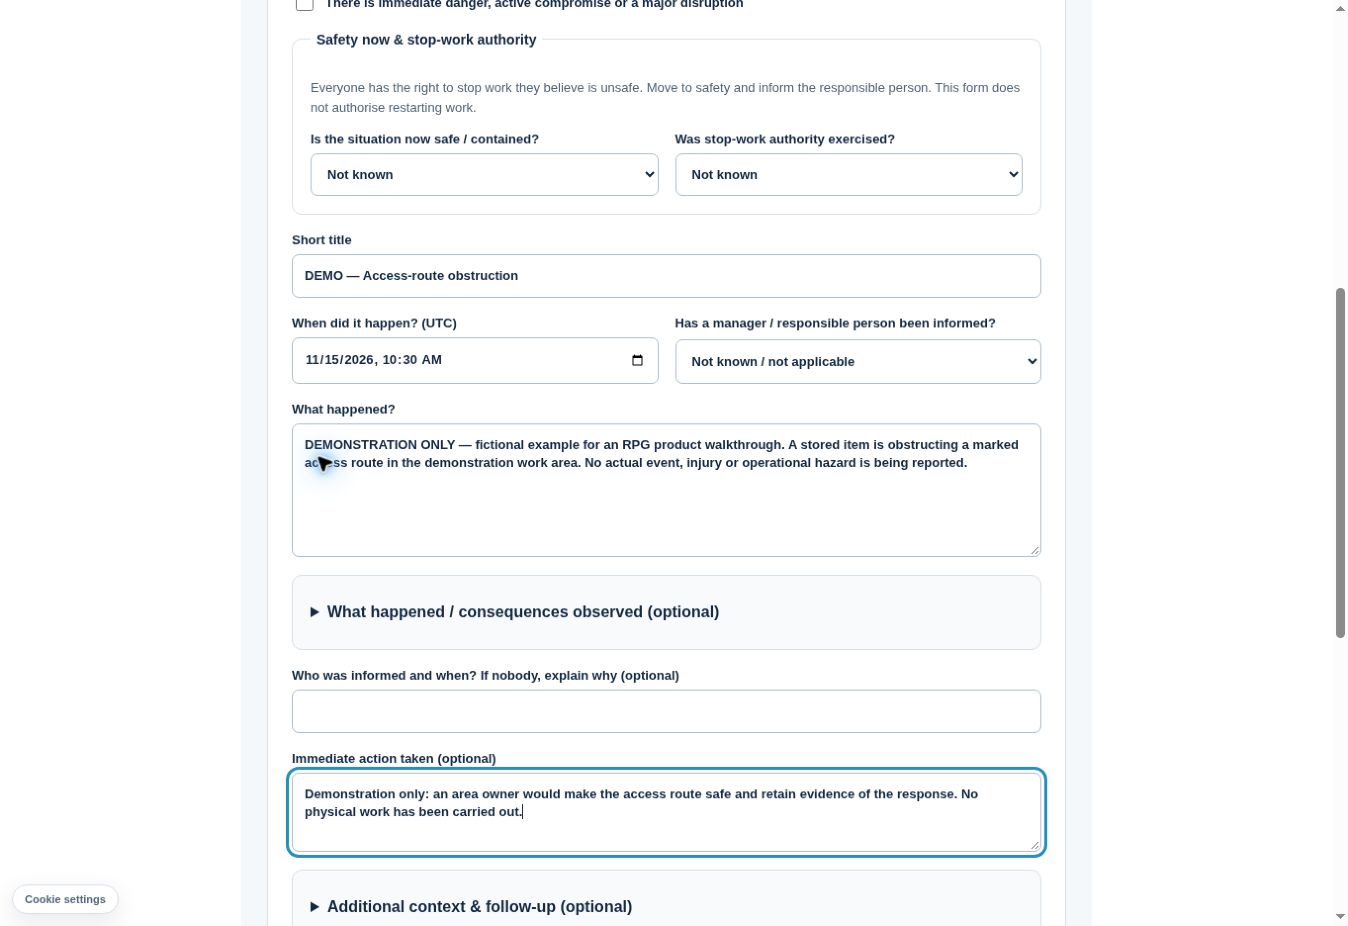 There is immediate danger, active compromise or a major disruption
Safety now & stop-work authority
Everyone has the right to stop work they believe is unsafe. Move to safety and inform the responsible person. This form does
not authorise restarting work.
Is the situation now safe / contained?
Was stop-work authority exercised?
Not known
Not known
Short title
DEMO — Access-route obstruction
When did it happen? (UTC)
Has a manager / responsible person been informed?
11/15/2026, 10:30 AM
Not known / not applicable
What happened?
DEMONSTRATION ONLY — fictional example for an RPG product walkthrough. A stored item is obstructing a marked
access route in the demonstration work area. No actual event, injury or operational hazard is being reported.
What happened / consequences observed (optional)
Who was informed and when? If nobody, explain why (optional)
Immediate action taken (optional)
Demonstration only: an area owner would make the access route safe and retain evidence of the response. No
physical work has been carried out.
Additional context & follow-up (optional)
Cookie settings